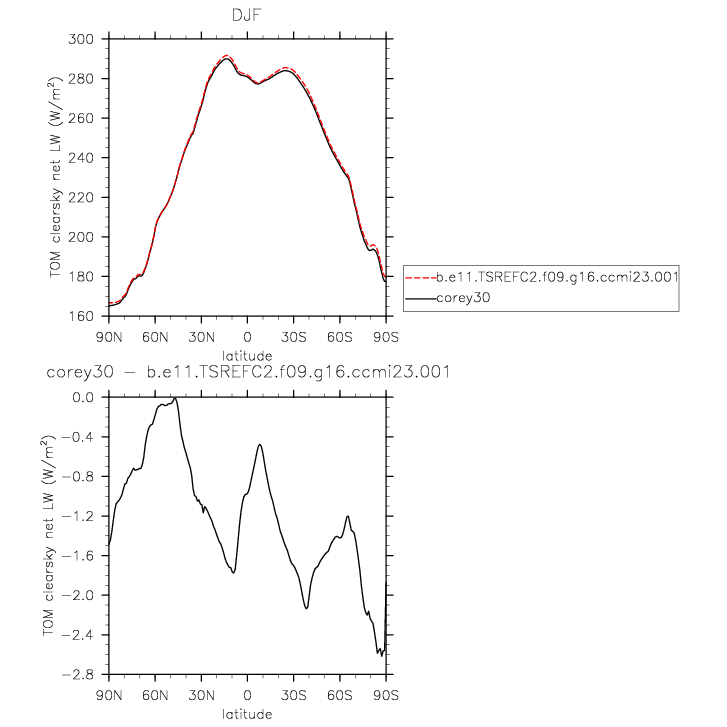 DJF
300
280
260
240
220
200
180
160
TOM clearsky net LW (W/m²)
90N 60N 30N 0 30S 60S 90S
latitude
b.e11.TSREFC2.f09.g16.ccmi23.001
corey30
corey30 − b.e11.TSREFC2.f09.g16.ccmi23.001
0.0
−0.4
−0.8
−1.2
−1.6
−2.0
−2.4
−2.8
TOM clearsky net LW (W/m²)
90N 60N 30N 0 30S 60S 90S
latitude